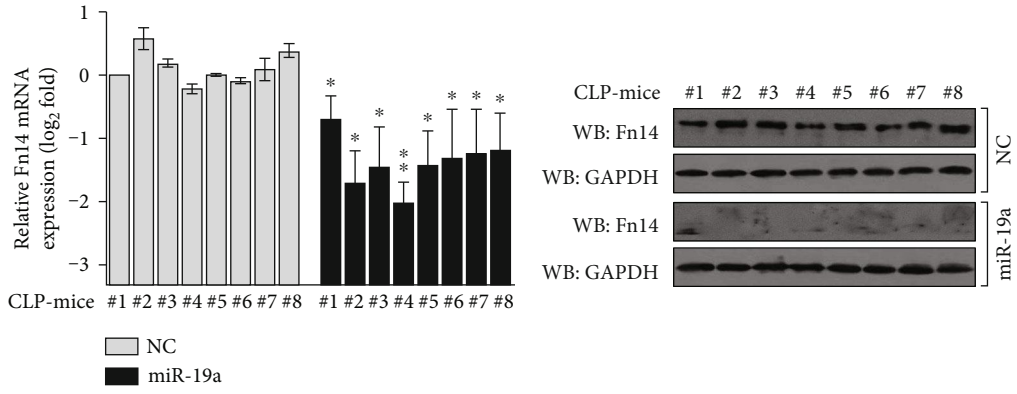 Relative Fn14 mRNA
expression (log2 fold)
1
0
−1
−2
−3
* * * ** * * * *
CLP-mice #1 #2 #3 #4 #5 #6 #7 #8 #1 #2 #3 #4 #5 #6 #7 #8
NC
miR-19a
CLP-mice #1 #2 #3 #4 #5 #6 #7 #8
WB: Fn14
WB: GAPDH
NC
WB: Fn14
WB: GAPDH
miR-19a